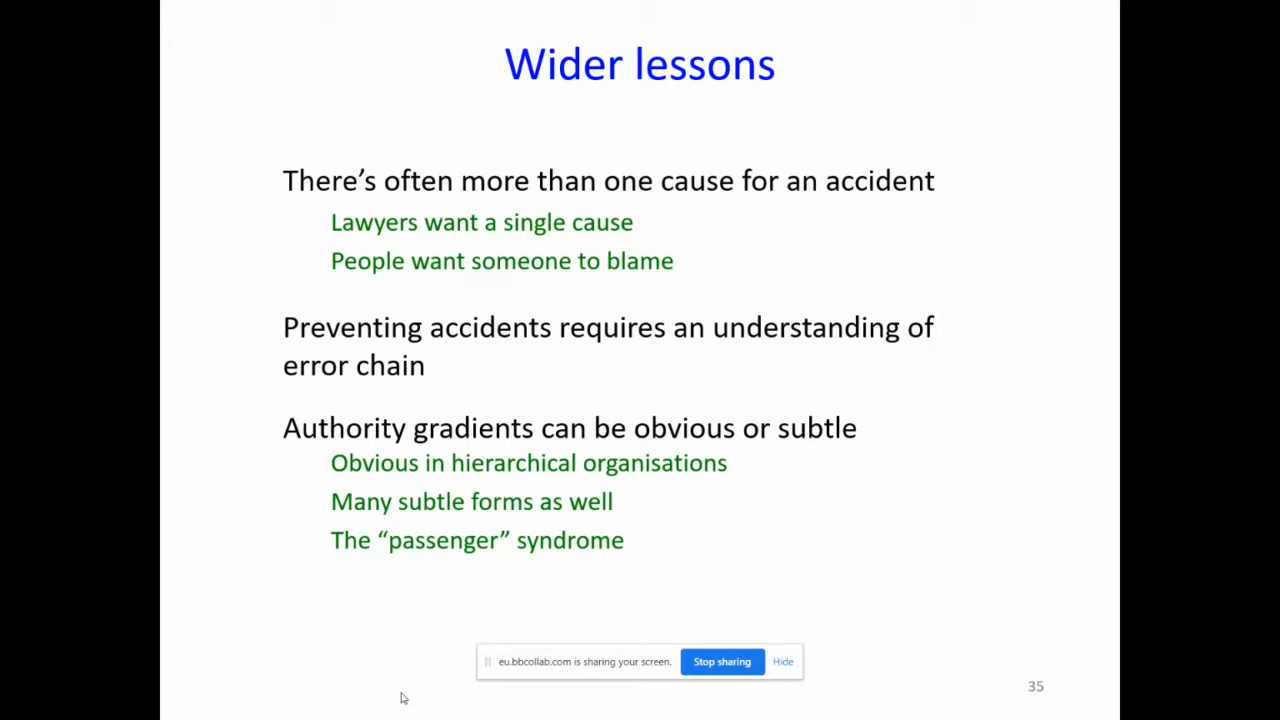 Wider lessons
There’s often more than one cause for an accident
Lawyers want a single cause
People want someone to blame
Preventing accidents requires an understanding of
error chain
Authority gradients can be obvious or subtle
Obvious in hierarchical organisations
Many subtle forms as well
The “passenger” syndrome
eu.bbcollab.com is sharing your screen. Stop sharing Hide
35